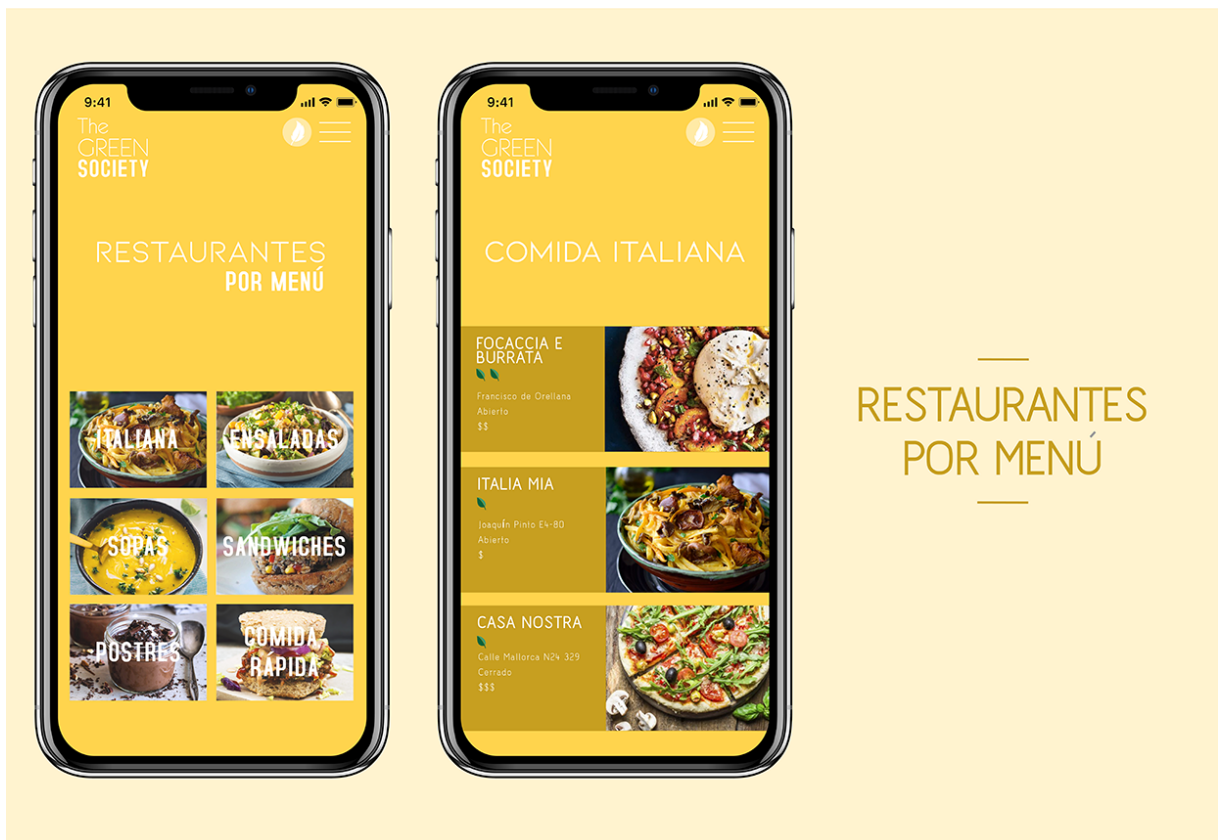 9:41
The
GREEN
SOCIETY
RESTAURANTES
POR MENÚ
ITALIANA
ENSALADAS
SOPAS
SANDWICHES
POSTRES
COMIDA
RÁPIDA
9:41
The
GREEN
SOCIETY
COMIDA ITALIANA
FOCACCIA E
BURRATA
Francisco de Orellana
Abierto
$$
ITALIA MIA
Joaquín Pinto E4-80
Abierto
$
CASA NOSTRA
Calle Mallorca N24 329
Cerrado
$$$
RESTAURANTES
POR MENÚ